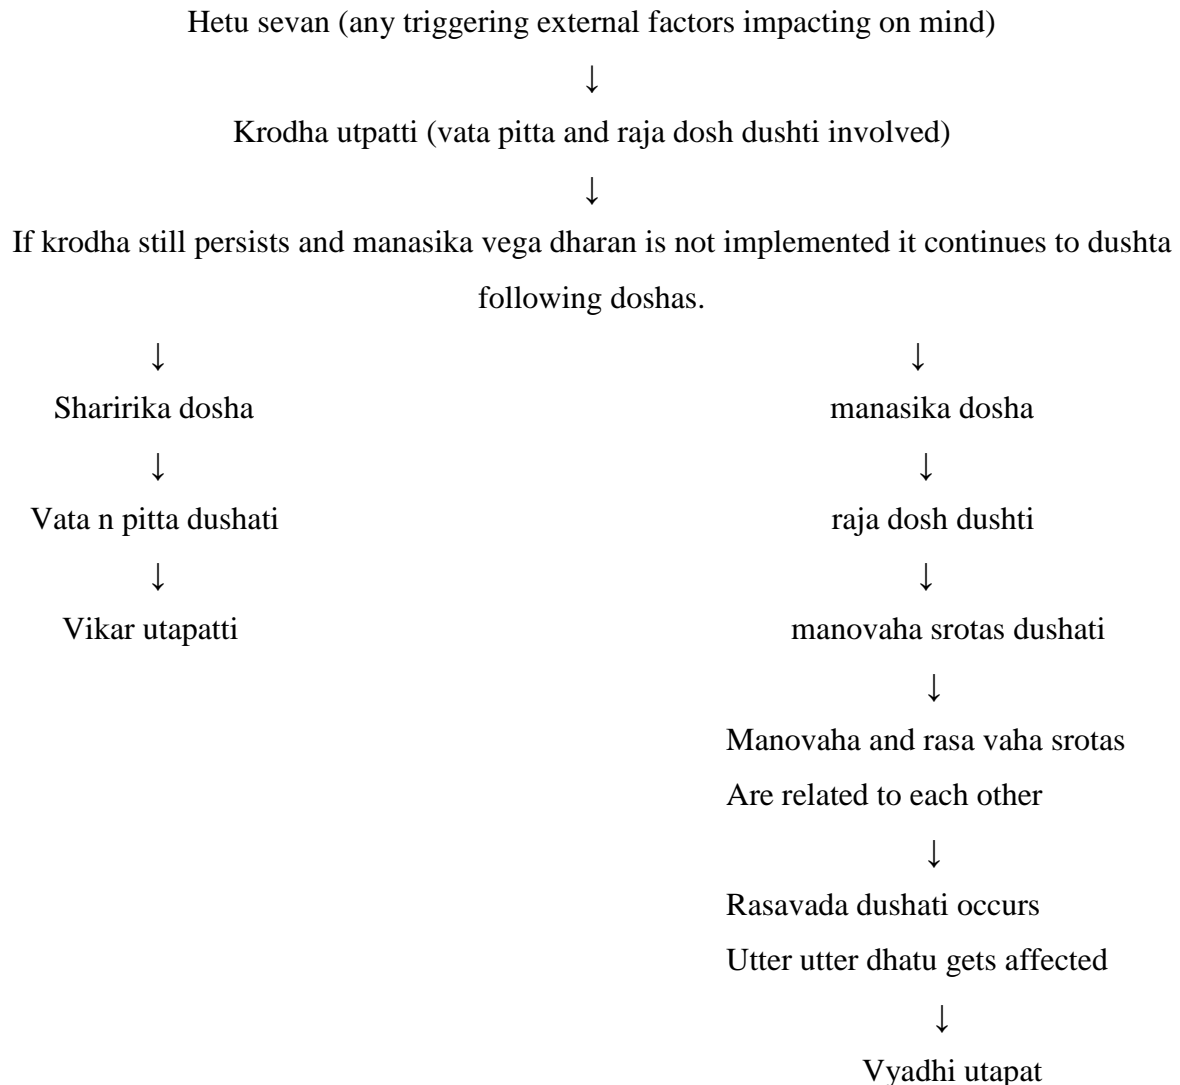 Hetu sevan (any triggering external factors impacting on mind)
↓
Krodha utpatti (vata pitta and raja dosh dushti involved)
↓
If krodha still persists and manasika vega dharan is not implemented it continues to dushta
following doshas.
↓ ↓
Sharirika dosha manasika dosha
↓ ↓
Vata n pitta dushati raja dosh dushti
↓ ↓
Vikar utapatti manovaha srotas dushati
↓
Manovaha and rasa vaha srotas
Are related to each other
↓
Rasavada dushati occurs
Utter utter dhatu gets affected
↓
Vyadhi utapat